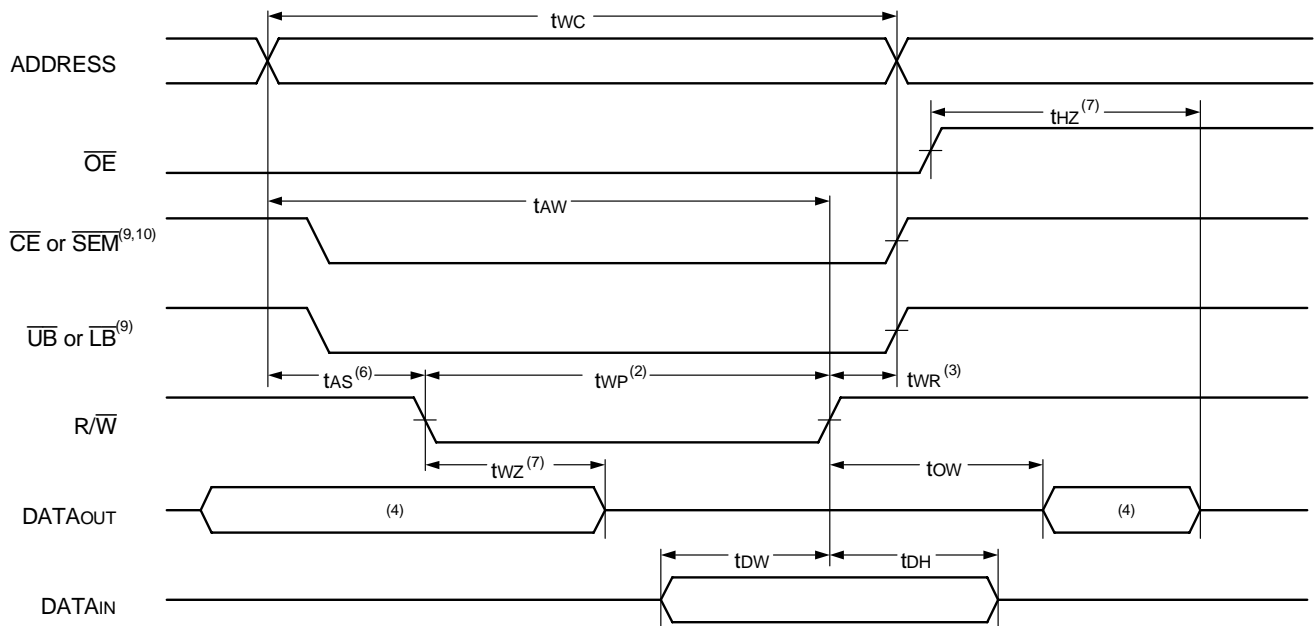 tWC
ADDRESS
tHZ(7)
OE
tAW
CE or SEM(9,10)
UB or LB(9)
tAS(6) tWP(2) tWR(3)
R/W
tWZ(7) tOW
DATAOUT (4) (4)
tDW tDH
DATAIN